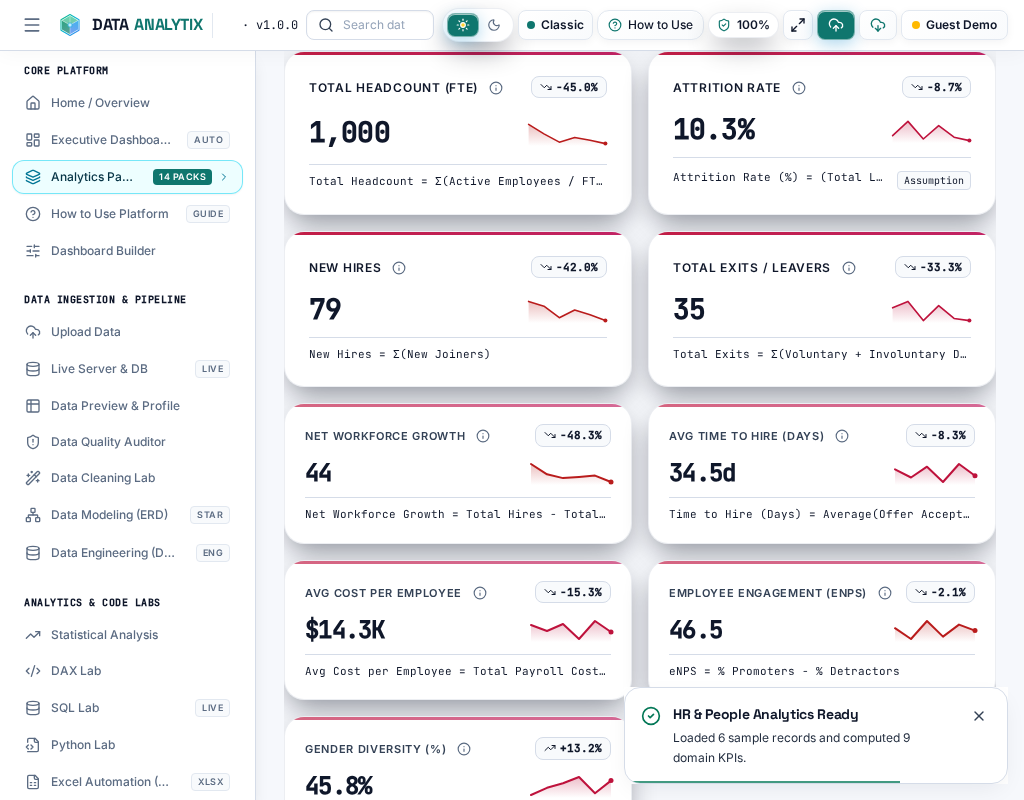 DATA ANALYTIX
· v1.0.0
Search dat
Classic
How to Use
100%
Guest Demo
CORE PLATFORM
Home / Overview
Executive Dashboa... AUTO
Analytics Pa... 14 PACKS
How to Use Platform GUIDE
Dashboard Builder
DATA INGESTION & PIPELINE
Upload Data
Live Server & DB LIVE
Data Preview & Profile
Data Quality Auditor
Data Cleaning Lab
Data Modeling (ERD) STAR
Data Engineering (D... ENG
ANALYTICS & CODE LABS
Statistical Analysis
DAX Lab
SQL Lab LIVE
Python Lab
Excel Automation (... XLSX
TOTAL HEADCOUNT (FTE) -45.0%
1,000
Total Headcount = Σ(Active Employees / FT…
ATTRITION RATE -8.7%
10.3%
Attrition Rate (%) = (Total L… Assumption
NEW HIRES -42.0%
79
New Hires = Σ(New Joiners)
TOTAL EXITS / LEAVERS -33.3%
35
Total Exits = Σ(Voluntary + Involuntary D…
NET WORKFORCE GROWTH -48.3%
44
Net Workforce Growth = Total Hires - Total…
AVG TIME TO HIRE (DAYS) -8.3%
34.5d
Time to Hire (Days) = Average(Offer Accept…
AVG COST PER EMPLOYEE -15.3%
$14.3K
Avg Cost per Employee = Total Payroll Cost…
EMPLOYEE ENGAGEMENT (ENPS) -2.1%
46.5
eNPS = % Promoters - % Detractors
GENDER DIVERSITY (%) +13.2%
45.8%
HR & People Analytics Ready
Loaded 6 sample records and computed 9
domain KPIs.